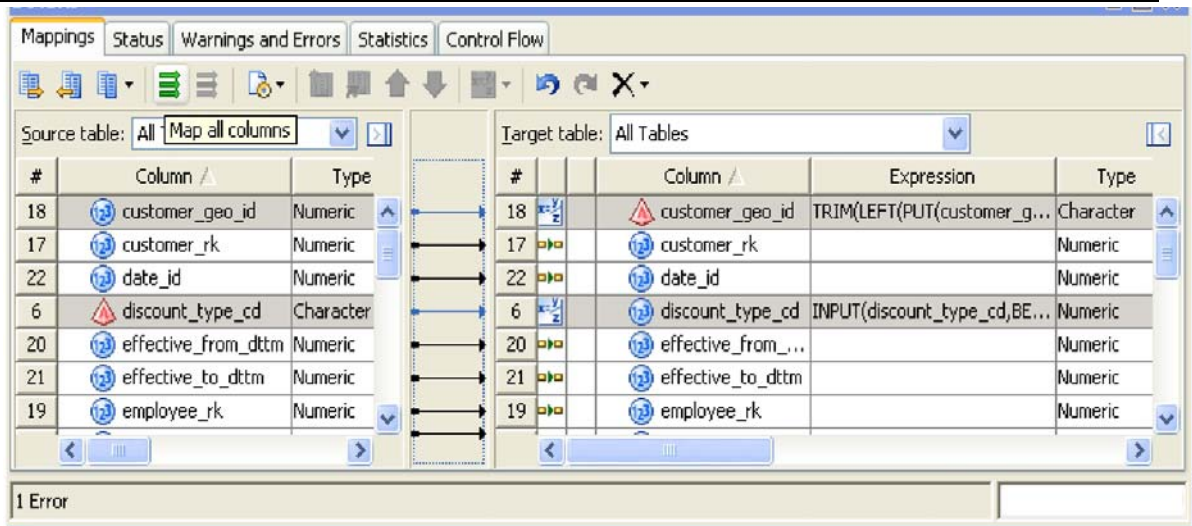 Mappings Status Warnings and Errors Statistics Control Flow
Source table: All Map all columns Target table: All Tables
# Column Type # Column Expression Type
18 customer_geo_id Numeric 18 customer_geo_id TRIM(LEFT(PUT(customer_g... Character
17 customer_rk Numeric 17 customer_rk Numeric
22 date_id Numeric 22 date_id Numeric
6 discount_type_cd Character 6 discount_type_cd INPUT(discount_type_cd,BE... Numeric
20 effective_from_dttm Numeric 20 effective_from_... Numeric
21 effective_to_dttm Numeric 21 effective_to_dttm Numeric
19 employee_rk Numeric 19 employee_rk Numeric
1 Error